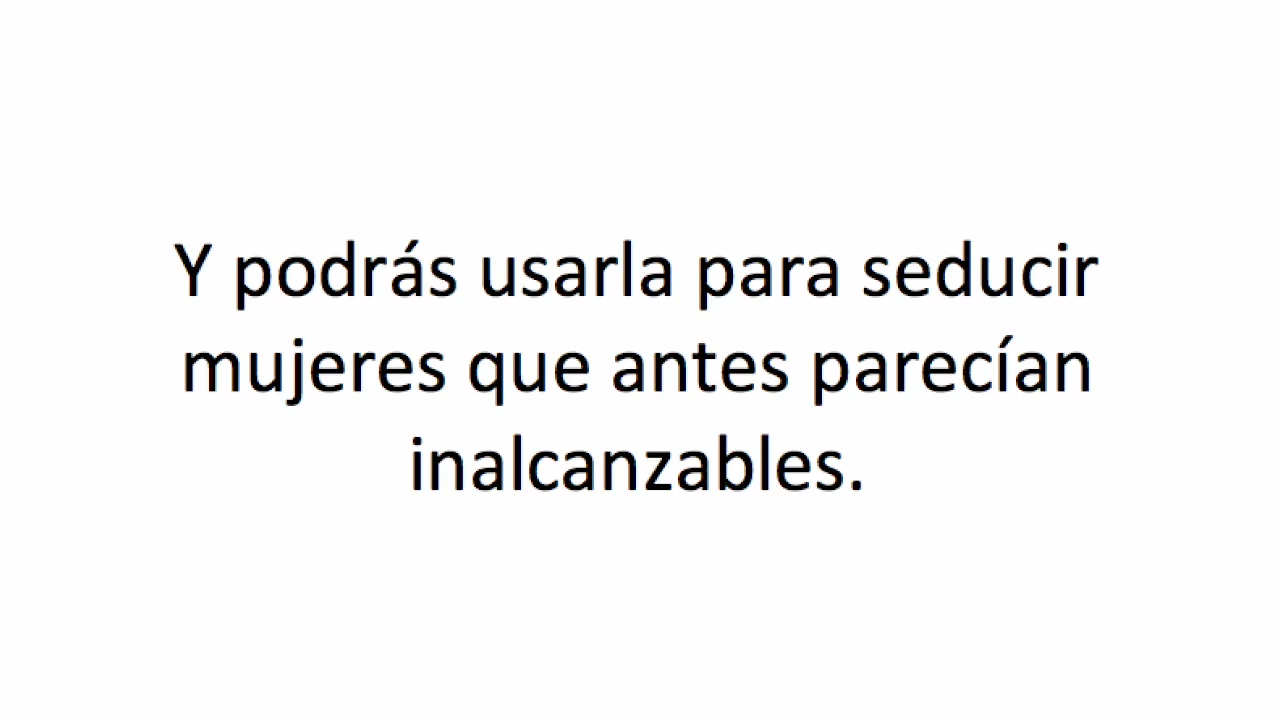 Y podrás usarla para seducir
mujeres que antes parecían
inalcanzables.